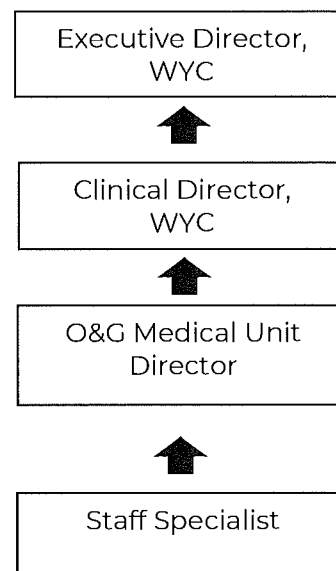 Executive Director,
WYC
Clinical Director,
WYC
O&G Medical Unit
Director
Staff Specialist